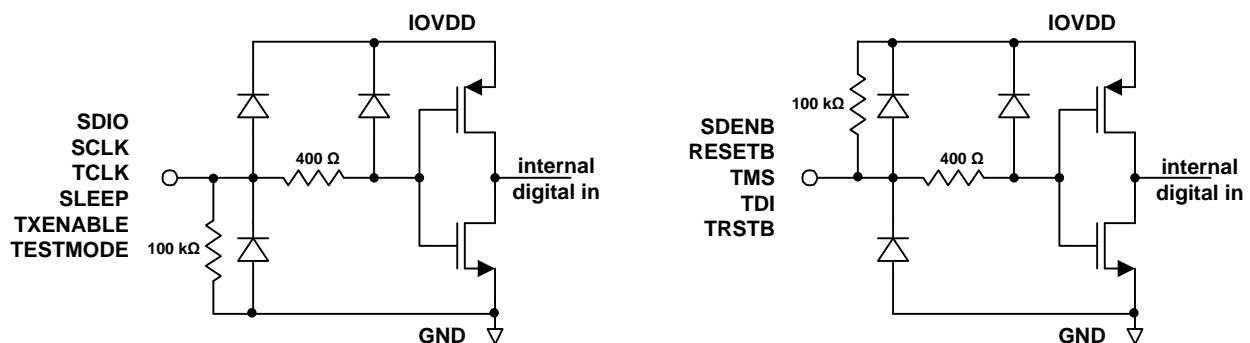 IOVDD
SDIO
SCLK
TCLK
SLEEP
TXENABLE
TESTMODE
100 kΩ
400 Ω
internal
digital in
GND
IOVDD
100 kΩ
SDENB
RESETB
TMS
TDI
TRSTB
400 Ω
internal
digital in
GND